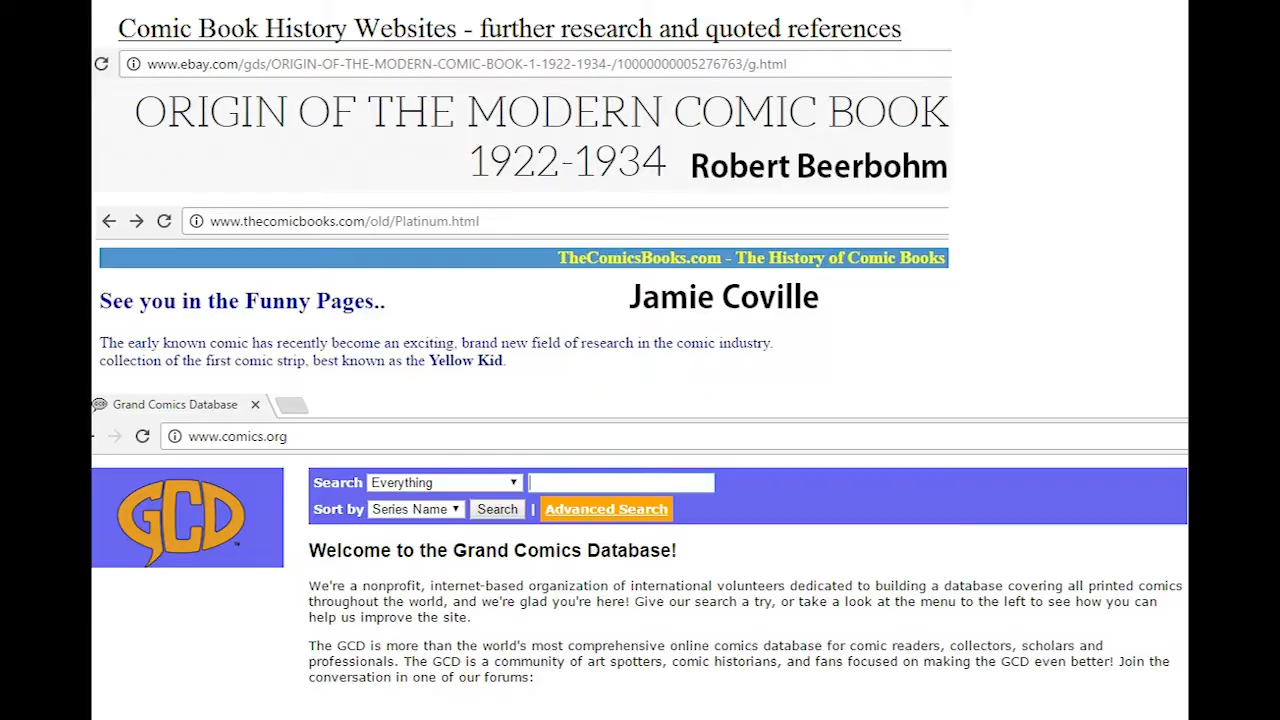 Comic Book History Websites - further research and quoted references
www.ebay.com/gds/ORIGIN-OF-THE-MODERN-COMIC-BOOK-1-1922-1934-/10000000005276763/g.html
ORIGIN OF THE MODERN COMIC BOOK
1922-1934 Robert Beerbohm
www.thecomicbooks.com/old/Platinum.html
TheComicsBooks.com - The History of Comic Books
See you in the Funny Pages.. Jamie Coville
The early known comic has recently become an exciting, brand new field of research in the comic industry.
collection of the first comic strip, best known as the Yellow Kid.
Grand Comics Database
www.comics.org
GCD
Search Everything
Sort by Series Name Search | Advanced Search
Welcome to the Grand Comics Database!
We're a nonprofit, internet-based organization of international volunteers dedicated to building a database covering all printed comics
throughout the world, and we're glad you're here! Give our search a try, or take a look at the menu to the left to see how you can
help us improve the site.
The GCD is more than the world's most comprehensive online comics database for comic readers, collectors, scholars and
professionals. The GCD is a community of art spotters, comic historians, and fans focused on making the GCD even better! Join the
conversation in one of our forums: